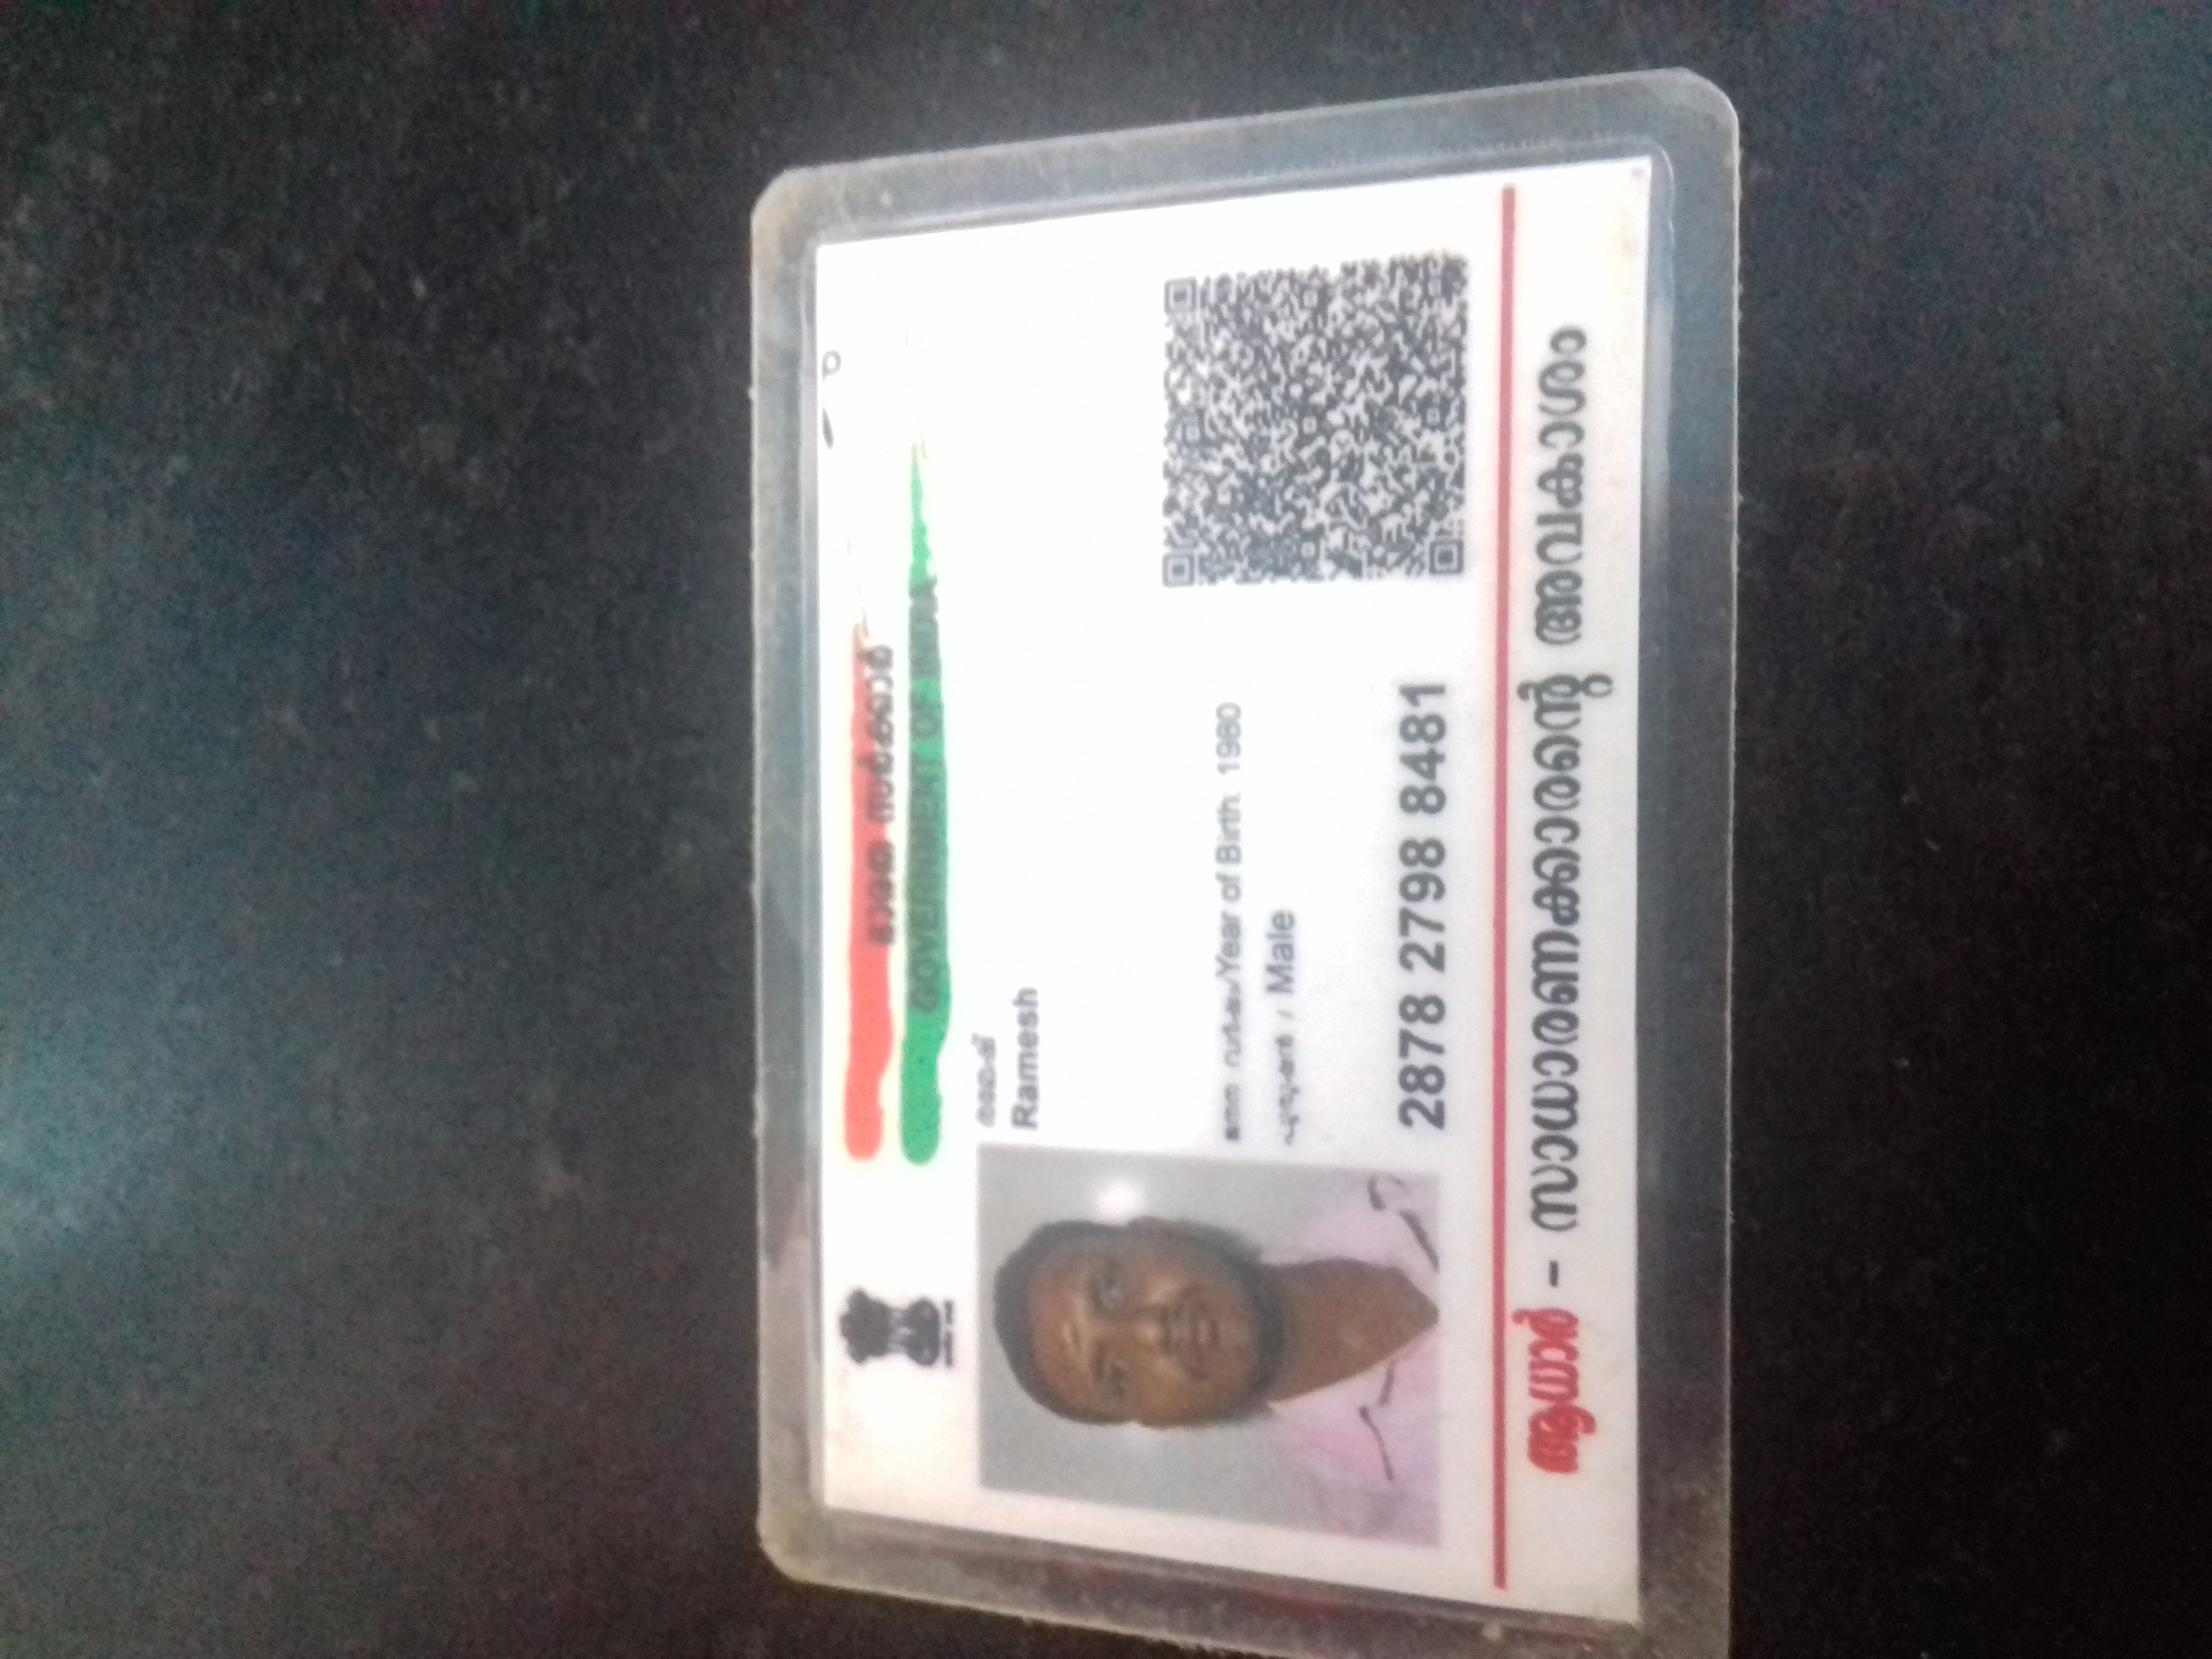 ഭാരത സർക്കാർ
GOVERNMENT OF INDIA
രമേഷ്
Ramesh
ജനന വർഷം/Year of Birth: 1980
പുരുഷൻ / Male
2878 2798 8481
ആധാർ - സാധാരണക്കാരന്റെ അവകാശം